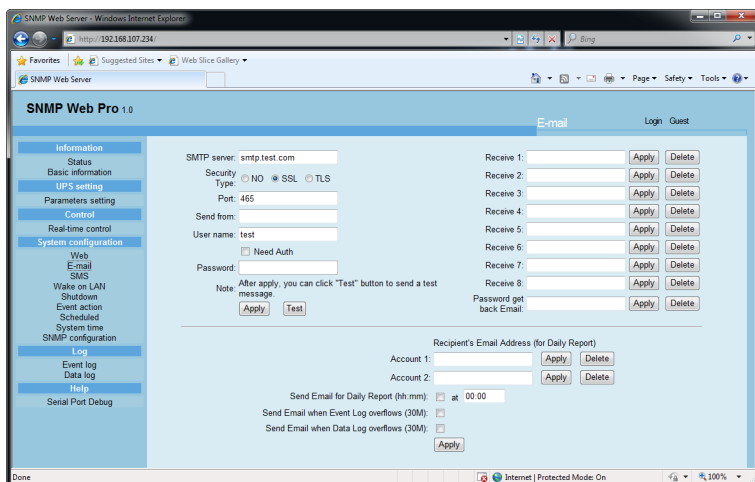 SNMP Web Server - Windows Internet Explorer
http://192.168.107.234/
Bing
Favorites
Suggested Sites
Web Slice Gallery
SNMP Web Server
Page
Safety
Tools
SNMP Web Pro 1.0
E-mail
Login Guest
Information
Status
Basic information
UPS setting
Parameters setting
Control
Real-time control
System configuration
Web
E-mail
SMS
Wake on LAN
Shutdown
Event action
Scheduled
System time
SNMP configuration
Log
Event log
Data log
Help
Serial Port Debug
SMTP server: smtp.test.com
Security Type: NO SSL TLS
Port: 465
Send from:
User name: test
Need Auth
Password:
Note: After apply, you can click "Test" button to send a test
message.
Apply Test
Receive 1: Apply Delete
Receive 2: Apply Delete
Receive 3: Apply Delete
Receive 4: Apply Delete
Receive 5: Apply Delete
Receive 6: Apply Delete
Receive 7: Apply Delete
Receive 8: Apply Delete
Password get
back Email: Apply Delete
Recipient's Email Address (for Daily Report)
Account 1: Apply Delete
Account 2: Apply Delete
Send Email for Daily Report (hh:mm): at 00:00
Send Email when Event Log overflows (30M):
Send Email when Data Log overflows (30M):
Apply
Done
Internet | Protected Mode: On
100%